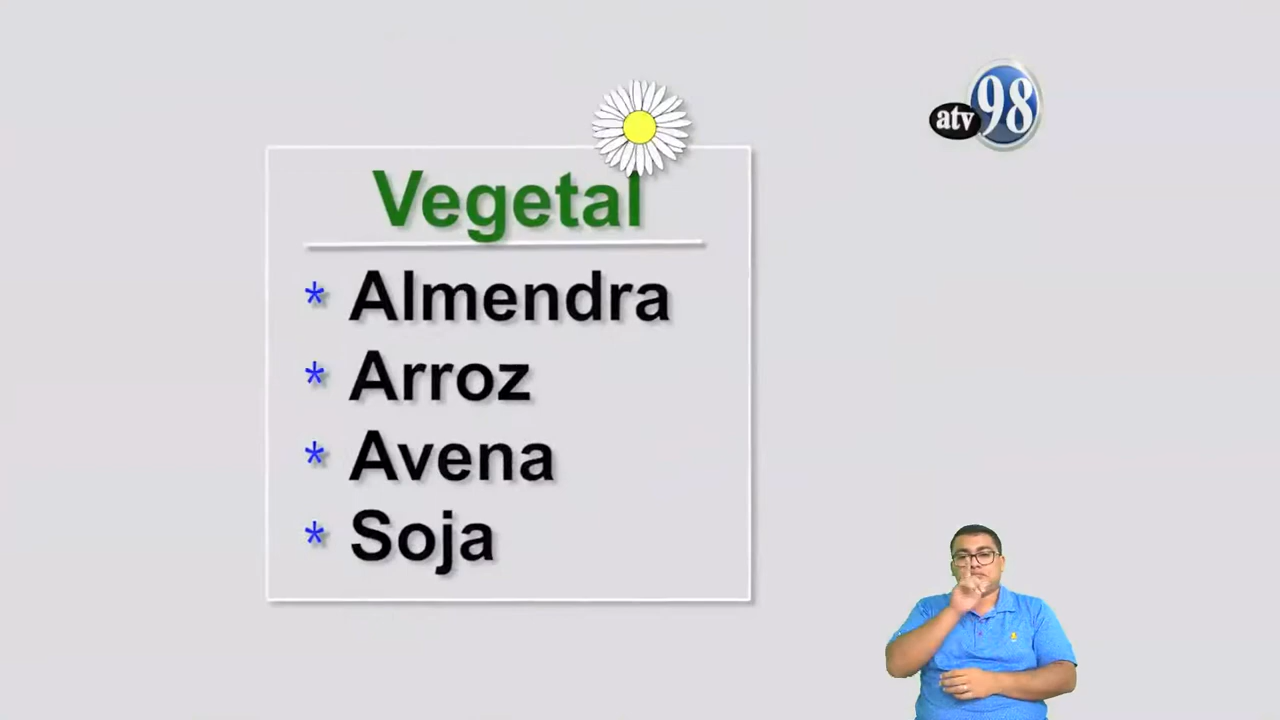 atv 98
Vegetal
* Almendra
* Arroz
* Avena
* Soja